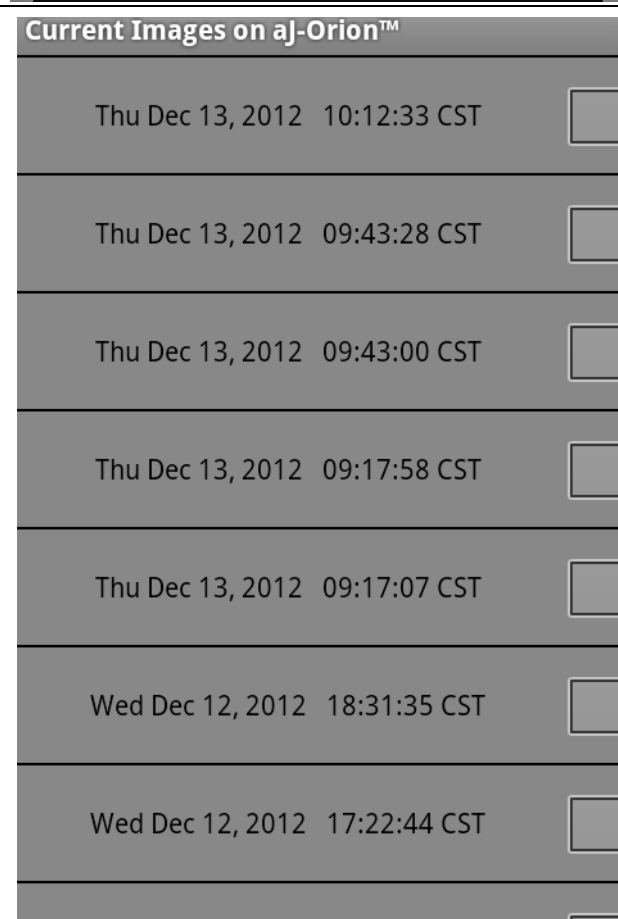 Current Images on aJ-Orion™
Thu Dec 13, 2012 10:12:33 CST
Thu Dec 13, 2012 09:43:28 CST
Thu Dec 13, 2012 09:43:00 CST
Thu Dec 13, 2012 09:17:58 CST
Thu Dec 13, 2012 09:17:07 CST
Wed Dec 12, 2012 18:31:35 CST
Wed Dec 12, 2012 17:22:44 CST